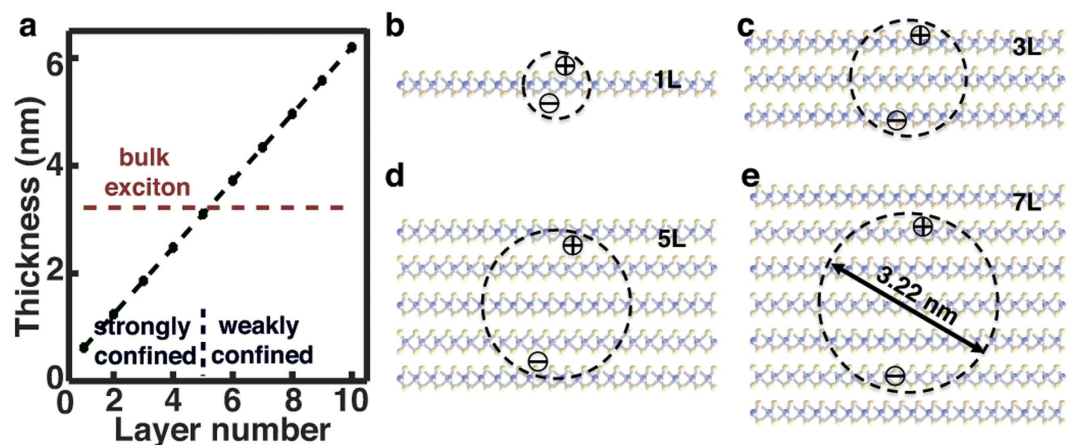 a
Thickness (nm)
6
4
2
0
bulk
exciton
strongly
confined
weakly
confined
0 2 4 6 8 10
Layer number
b
⊕
1L
⊖
c
⊕
3L
⊖
d
5L
⊕
⊖
e
7L
⊕
3.22 nm
⊖